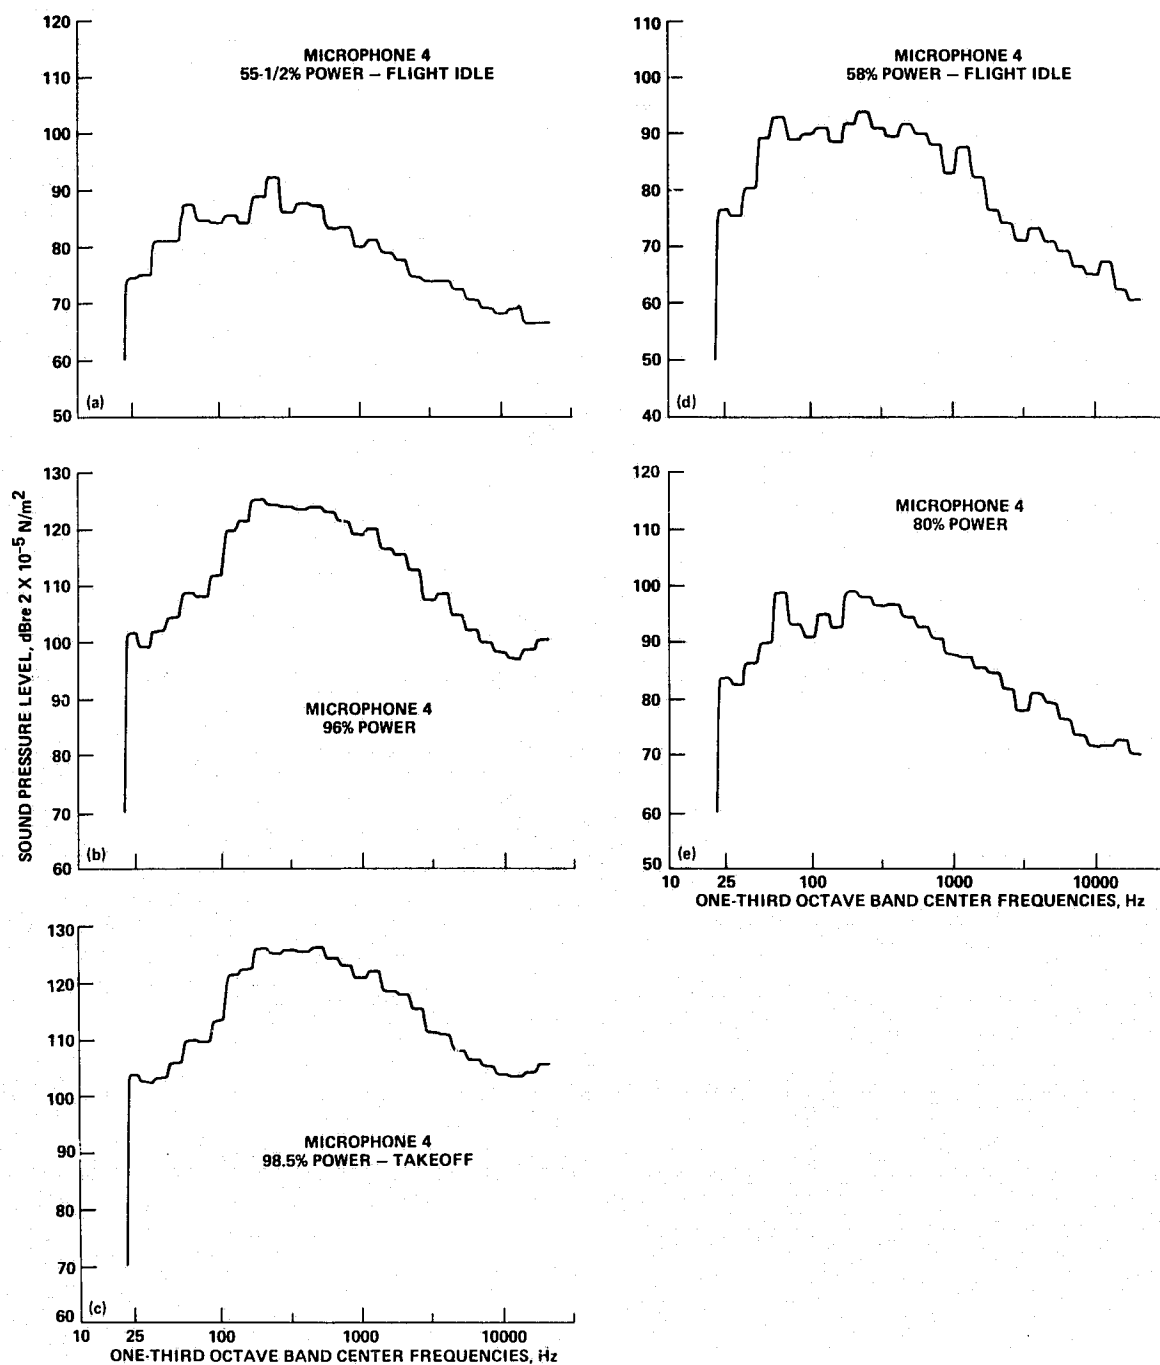 120
110
100
90
80
70
60
50
MICROPHONE 4
55-1/2% POWER – FLIGHT IDLE
(a)
110
100
90
80
70
60
50
40
MICROPHONE 4
58% POWER – FLIGHT IDLE
(d)
SOUND PRESSURE LEVEL, dBre 2 X 10⁻⁵ N/m²
130
120
110
100
90
80
70
60
MICROPHONE 4
96% POWER
(b)
120
110
100
90
80
70
60
50
MICROPHONE 4
80% POWER
(e)
10 25 100 1000 10000
ONE-THIRD OCTAVE BAND CENTER FREQUENCIES, Hz
130
120
110
100
90
80
70
60
MICROPHONE 4
98.5% POWER – TAKEOFF
(c)
10 25 100 1000 10000
ONE-THIRD OCTAVE BAND CENTER FREQUENCIES, Hz